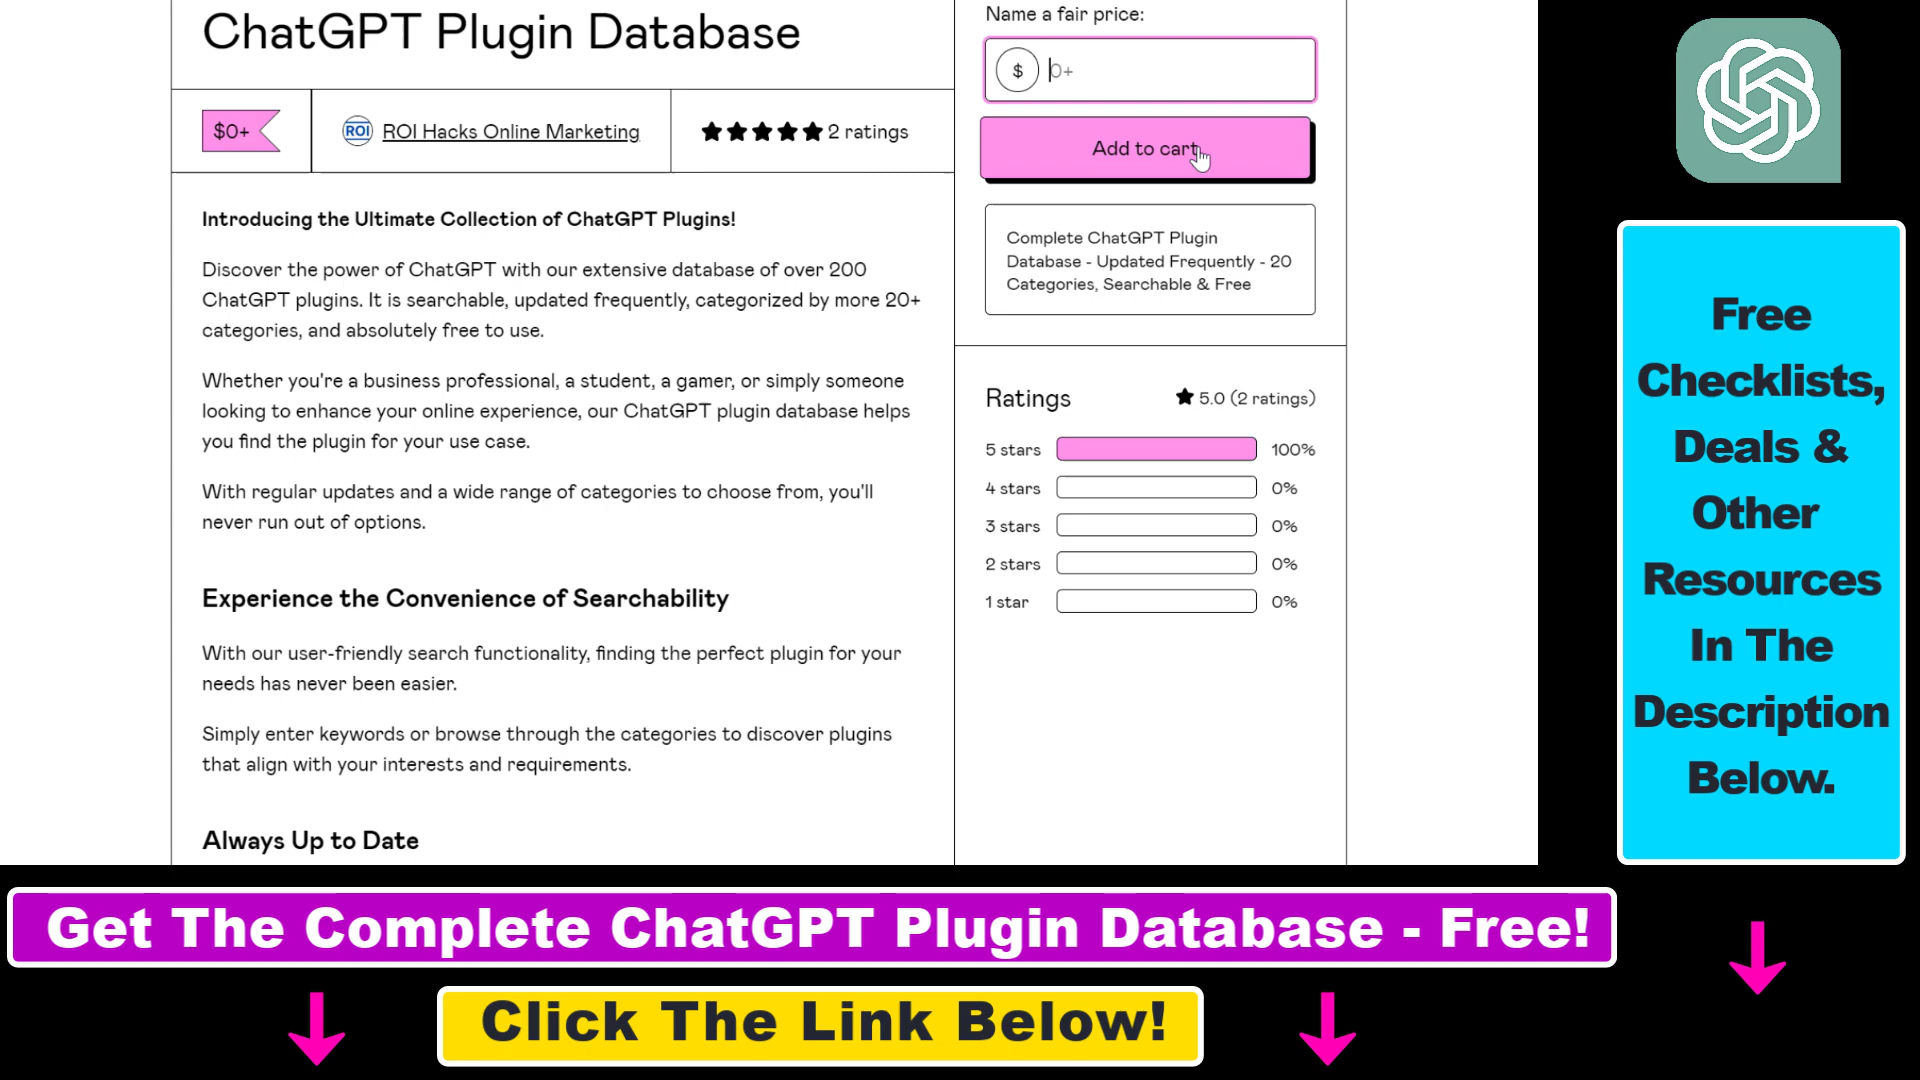 ChatGPT Plugin Database
$0+
ROI
ROI Hacks Online Marketing
2 ratings
Introducing the Ultimate Collection of ChatGPT Plugins!
Discover the power of ChatGPT with our extensive database of over 200
ChatGPT plugins. It is searchable, updated frequently, categorized by more 20+
categories, and absolutely free to use.
Whether you're a business professional, a student, a gamer, or simply someone
looking to enhance your online experience, our ChatGPT plugin database helps
you find the plugin for your use case.
With regular updates and a wide range of categories to choose from, you'll
never run out of options.
Experience the Convenience of Searchability
With our user-friendly search functionality, finding the perfect plugin for your
needs has never been easier.
Simply enter keywords or browse through the categories to discover plugins
that align with your interests and requirements.
Always Up to Date
Name a fair price:
$ 0+
Add to cart
Complete ChatGPT Plugin
Database - Updated Frequently - 20
Categories, Searchable & Free
Ratings
5.0 (2 ratings)
5 stars 100%
4 stars 0%
3 stars 0%
2 stars 0%
1 star 0%
Free
Checklists,
Deals &
Other
Resources
In The
Description
Below.
Get The Complete ChatGPT Plugin Database - Free!
Click The Link Below!